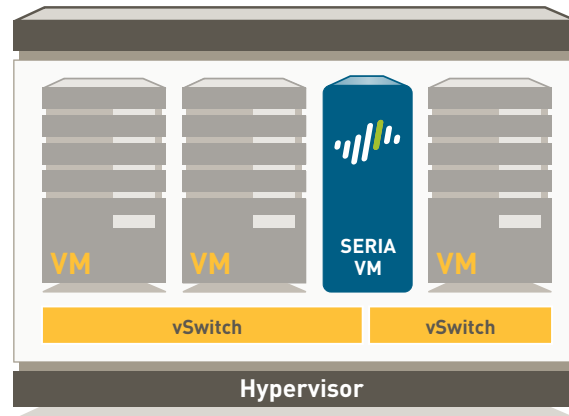 VM
VM
SERIA
VM
VM
vSwitch
vSwitch
Hypervisor